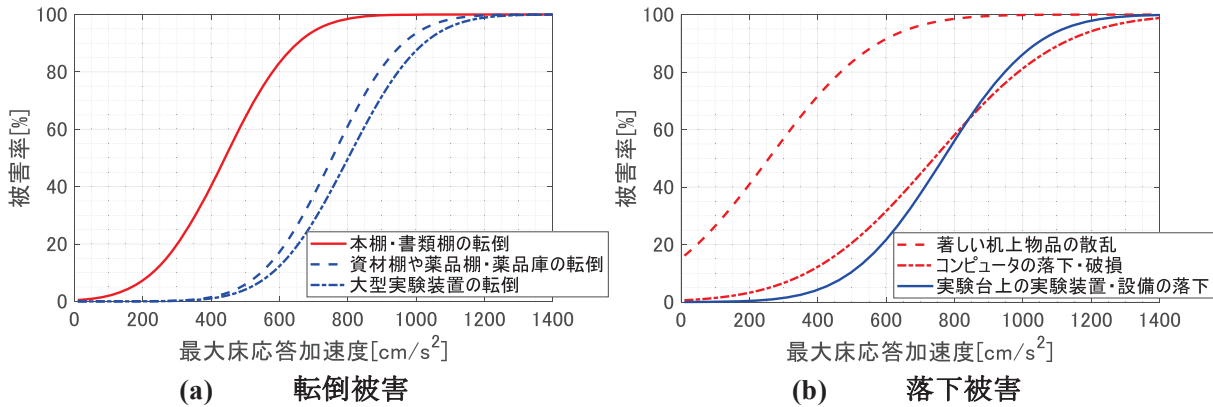 100
80
60
40
20
0
被害率[%]
本棚・書類棚の転倒
資材棚や薬品棚・薬品庫の転倒
大型実験装置の転倒
0 200 400 600 800 1000 1200 1400
最大床応答加速度[cm/s²]
(a) 転倒被害
100
80
60
40
20
0
被害率[%]
著しい机上物品の散乱
コンピュータの落下・破損
実験台上の実験装置・設備の落下
0 200 400 600 800 1000 1200 1400
最大床応答加速度[cm/s²]
(b) 落下被害